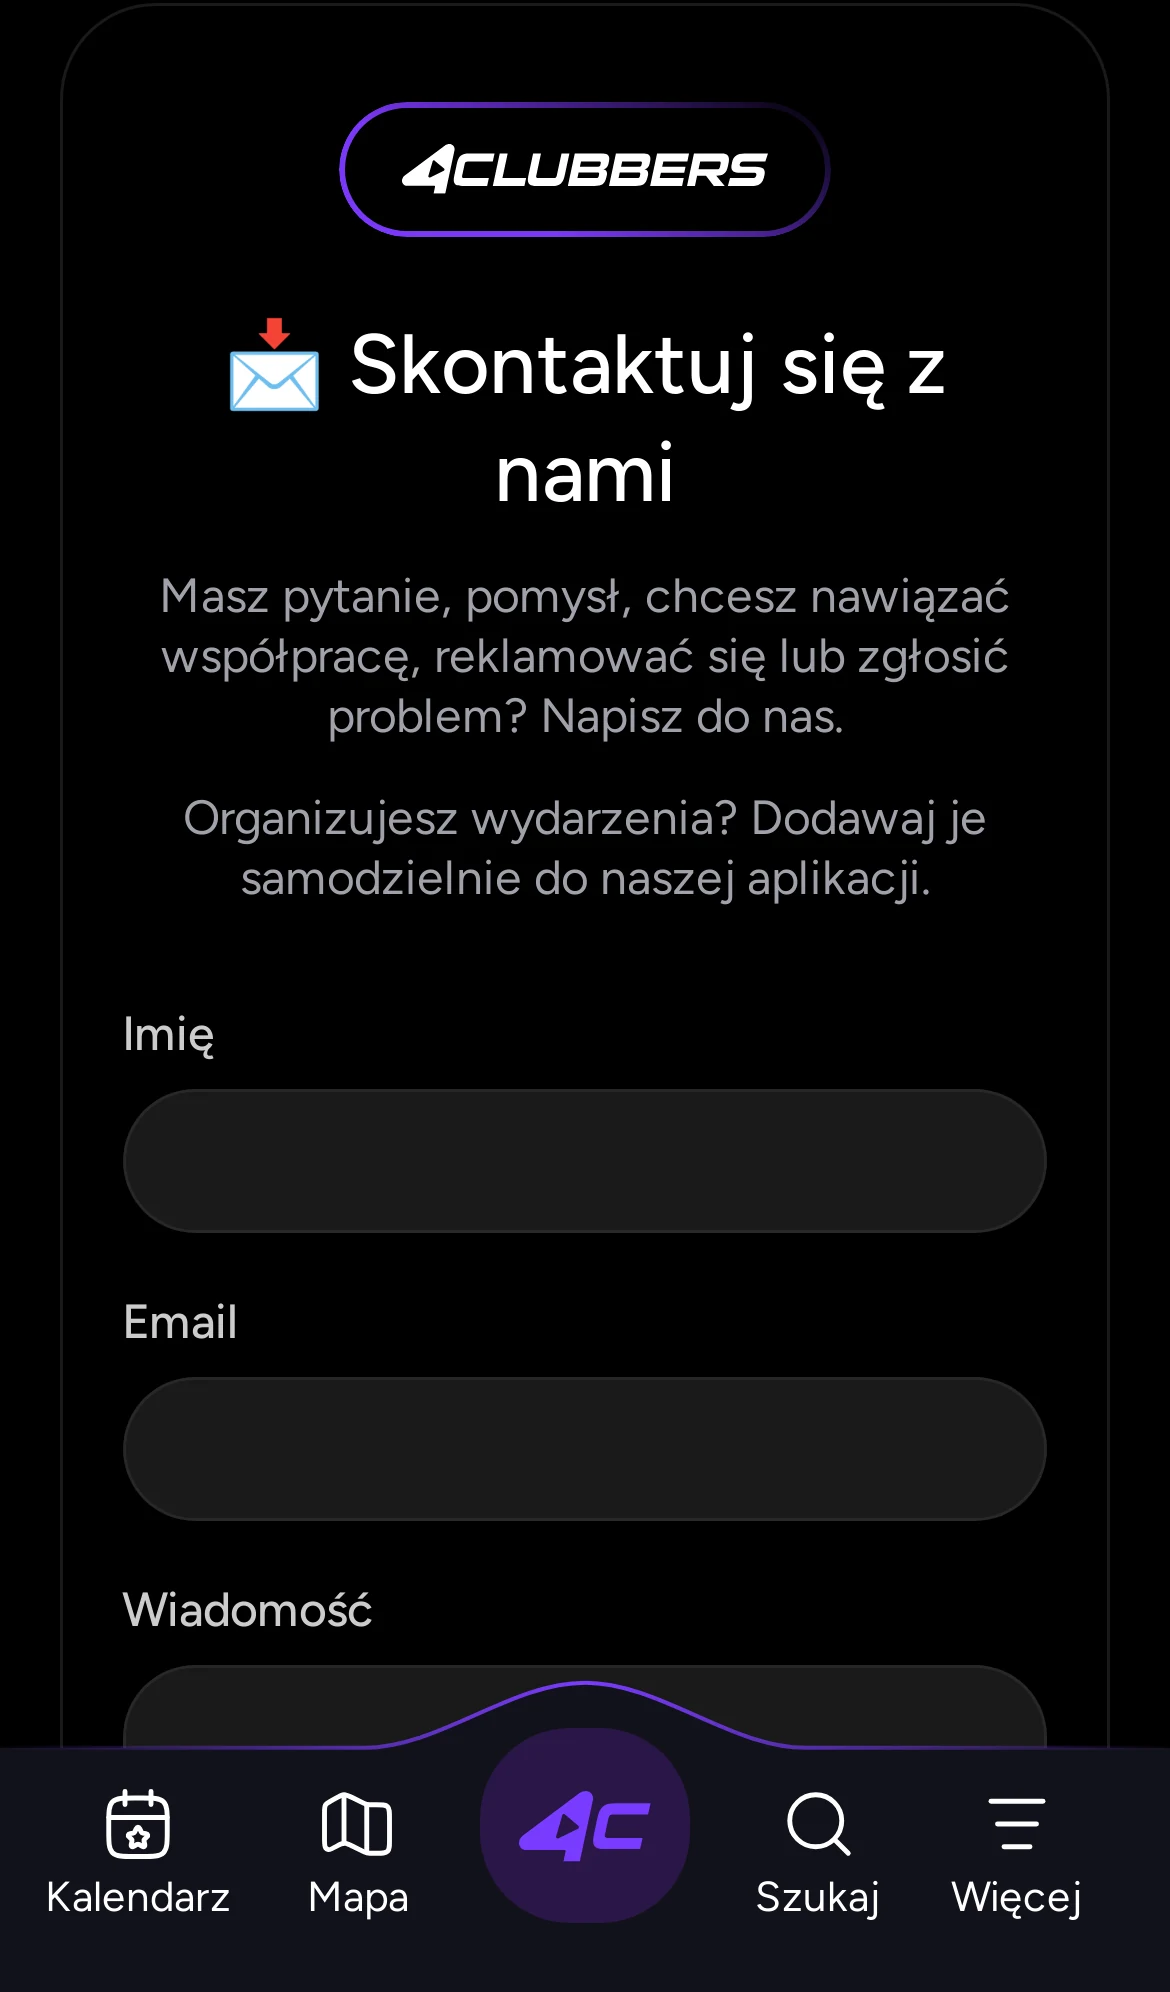 4CLUBBERS
📩 Skontaktuj się z
nami
Masz pytanie, pomysł, chcesz nawiązać
współpracę, reklamować się lub zgłosić
problem? Napisz do nas.
Organizujesz wydarzenia? Dodawaj je
samodzielnie do naszej aplikacji.
Imię
Email
Wiadomość
Kalendarz
Mapa
4C
Szukaj
Więcej